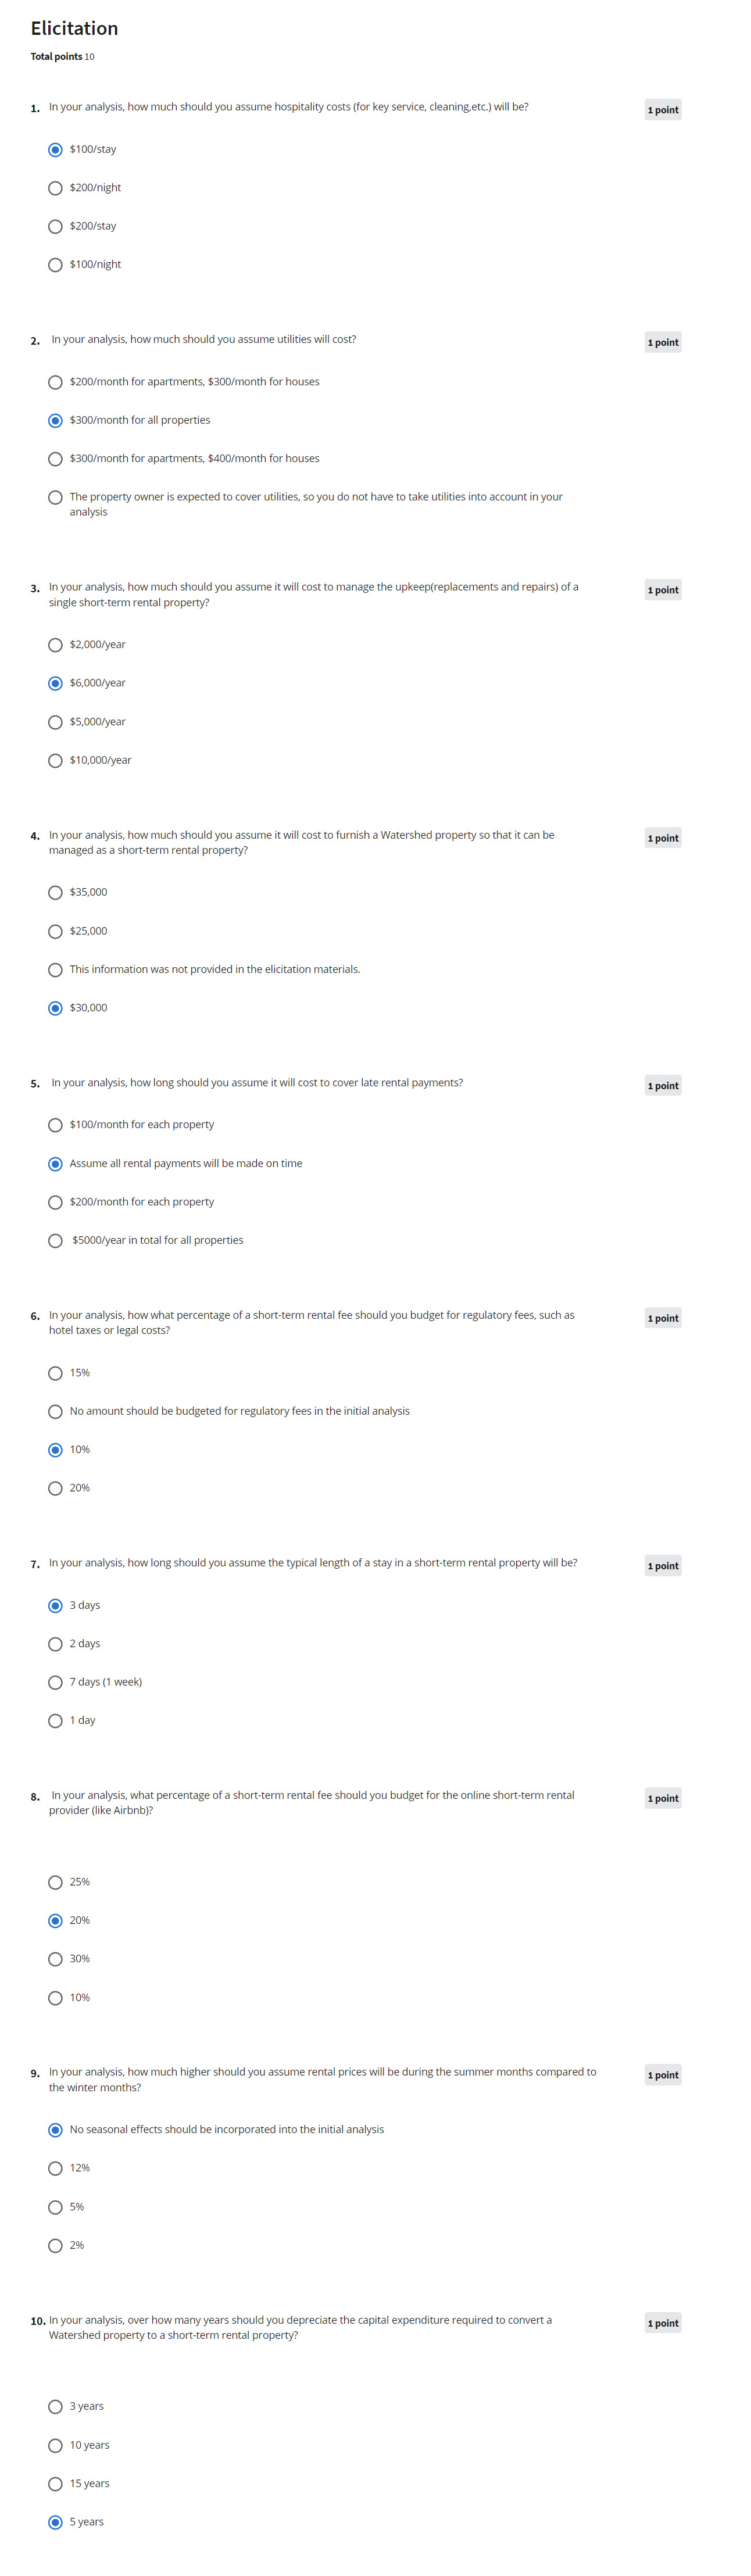 Elicitation
Total points 10
1. In your analysis, how much should you assume hospitality costs (for key service, cleaning,etc.) will be?
1 point
$100/stay
$200/night
$200/stay
$100/night
2. In your analysis, how much should you assume utilities will cost?
1 point
$200/month for apartments, $300/month for houses
$300/month for all properties
$300/month for apartments, $400/month for houses
The property owner is expected to cover utilities, so you do not have to take utilities into account in your
analysis
3. In your analysis, how much should you assume it will cost to manage the upkeep(replacements and repairs) of a
single short-term rental property?
1 point
$2,000/year
$6,000/year
$5,000/year
$10,000/year
4. In your analysis, how much should you assume it will cost to furnish a Watershed property so that it can be
managed as a short-term rental property?
1 point
$35,000
$25,000
This information was not provided in the elicitation materials.
$30,000
5. In your analysis, how long should you assume it will cost to cover late rental payments?
1 point
$100/month for each property
Assume all rental payments will be made on time
$200/month for each property
$5000/year in total for all properties
6. In your analysis, how what percentage of a short-term rental fee should you budget for regulatory fees, such as
hotel taxes or legal costs?
1 point
15%
No amount should be budgeted for regulatory fees in the initial analysis
10%
20%
7. In your analysis, how long should you assume the typical length of a stay in a short-term rental property will be?
1 point
3 days
2 days
7 days (1 week)
1 day
8. In your analysis, what percentage of a short-term rental fee should you budget for the online short-term rental
provider (like Airbnb)?
1 point
25%
20%
30%
10%
9. In your analysis, how much higher should you assume rental prices will be during the summer months compared to
the winter months?
1 point
No seasonal effects should be incorporated into the initial analysis
12%
5%
2%
10. In your analysis, over how many years should you depreciate the capital expenditure required to convert a
Watershed property to a short-term rental property?
1 point
3 years
10 years
15 years
5 years